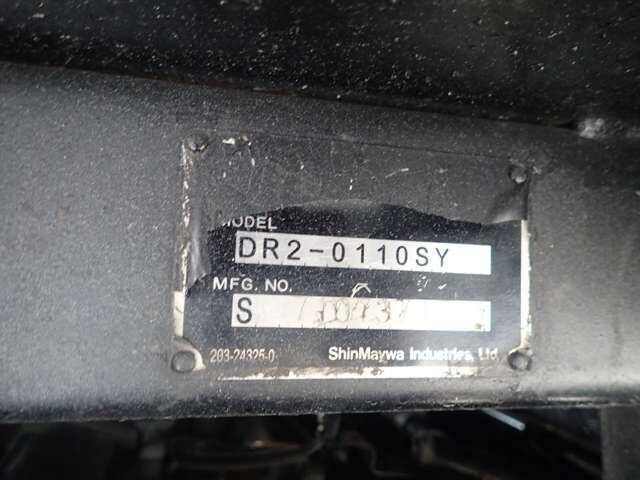 MODEL
DR2-0110SY
MFG. NO.
S
203-24325-0 ShinMaywa Industries, Ltd.